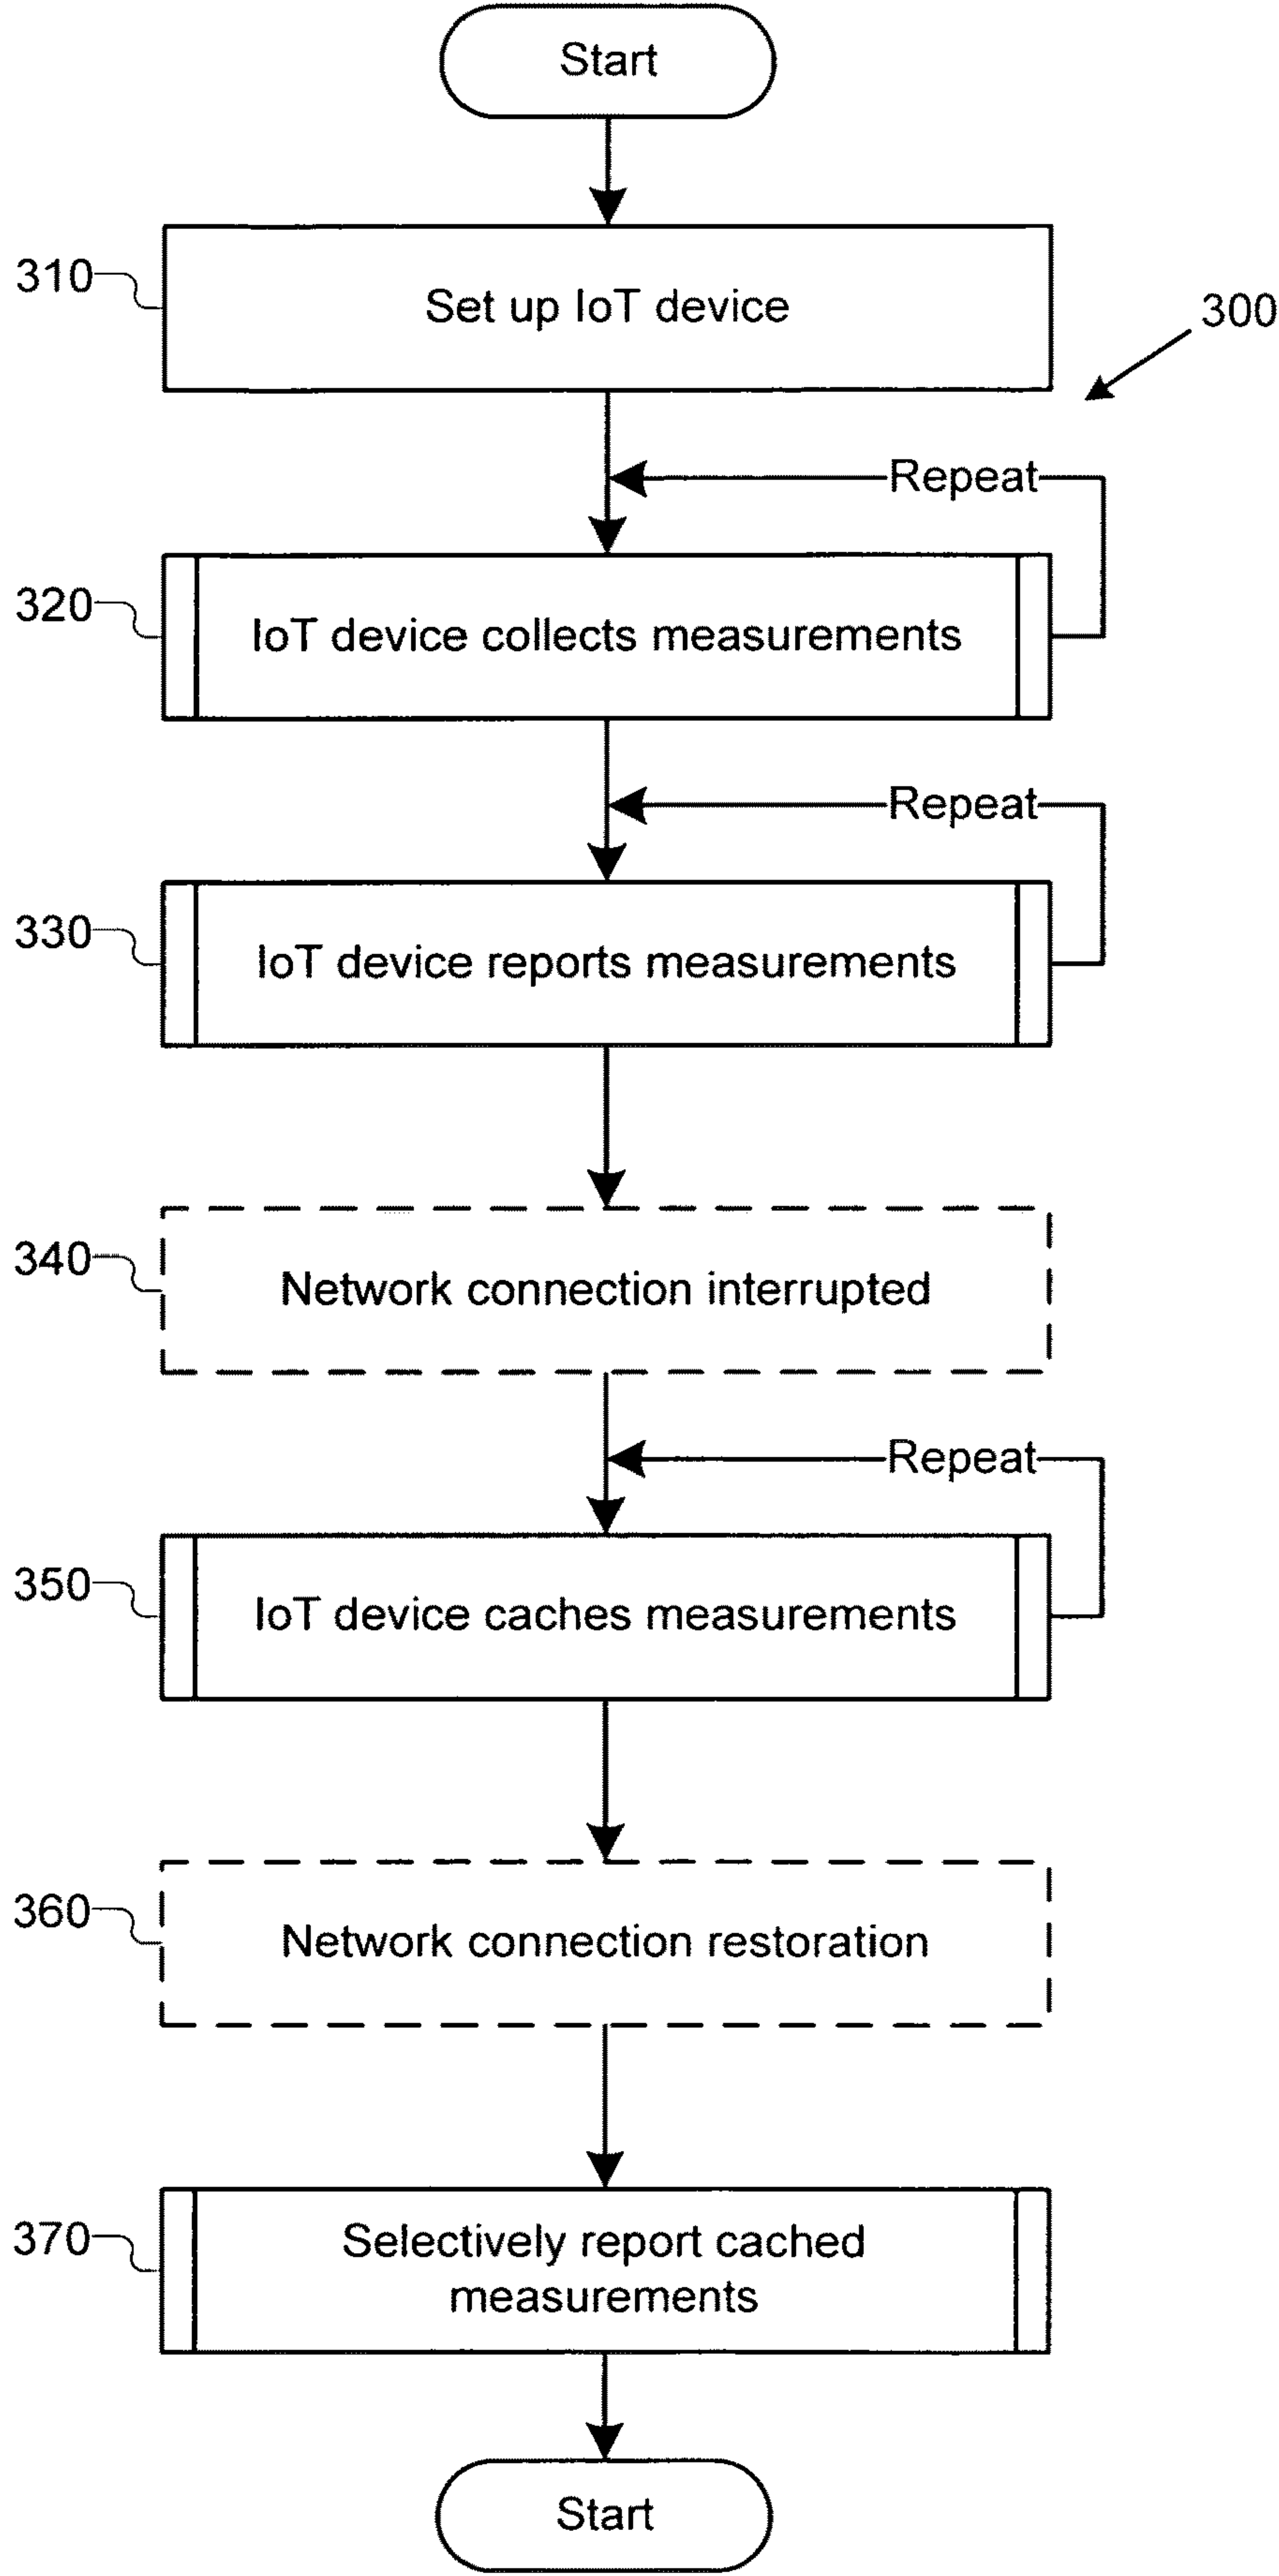 Start
310
Set up IoT device
300
Repeat
320
IoT device collects measurements
Repeat
330
IoT device reports measurements
340
Network connection interrupted
Repeat
350
IoT device caches measurements
360
Network connection restoration
370
Selectively report cached
measurements
Start